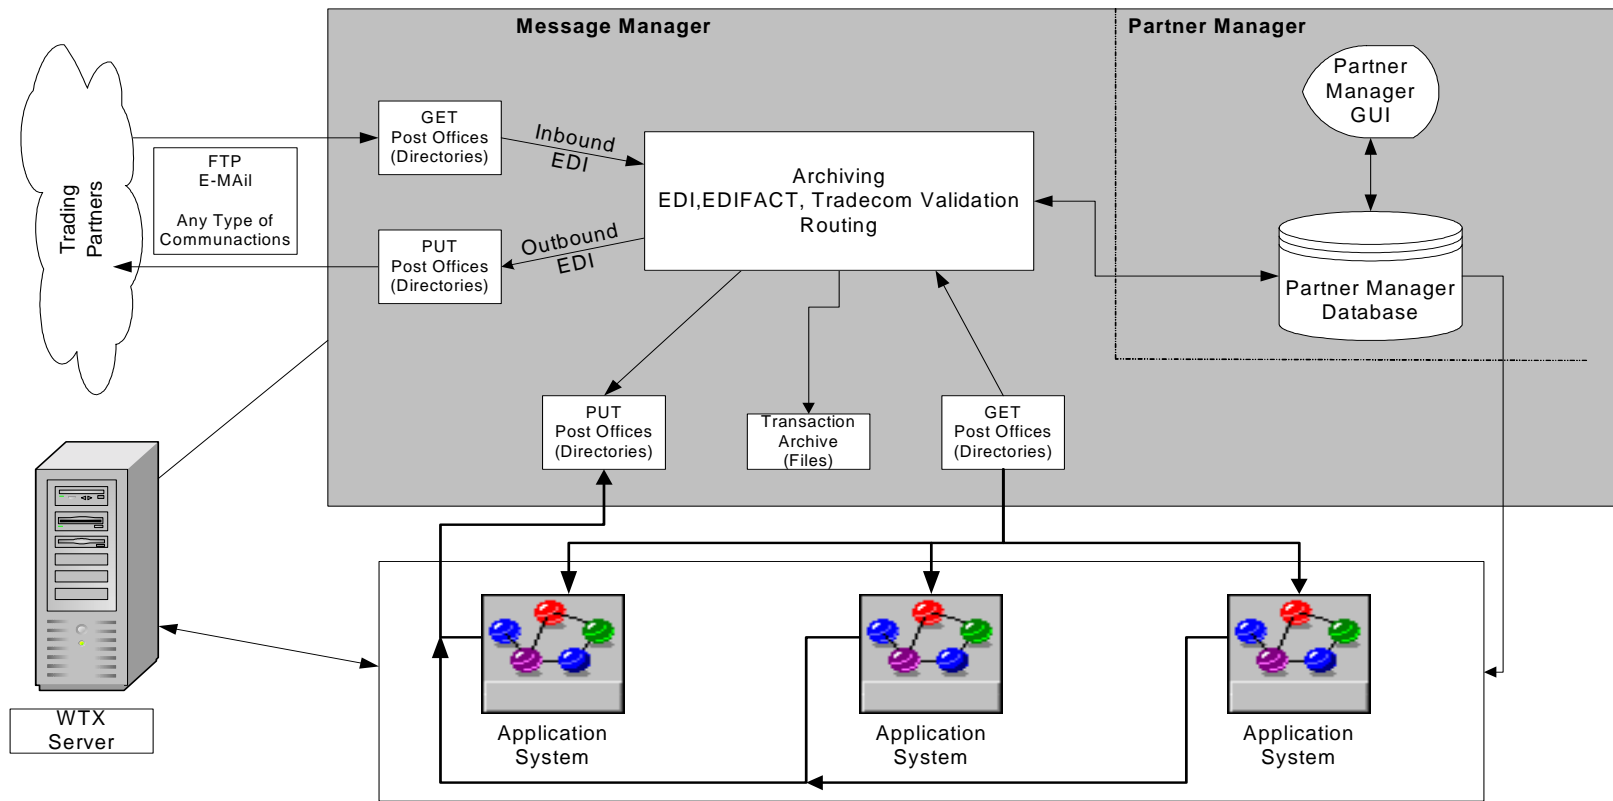 Message Manager
Partner Manager
Trading
Partners
FTP
E-MAil
Any Type of
Communactions
GET
Post Offices
(Directories)
Inbound
EDI
PUT
Post Offices
(Directories)
Outbound
EDI
Archiving
EDI,EDIFACT, Tradecom Validation
Routing
Partner
Manager
GUI
Partner Manager
Database
PUT
Post Offices
(Directories)
Transaction
Archive
(Files)
GET
Post Offices
(Directories)
WTX
Server
Application
System
Application
System
Application
System